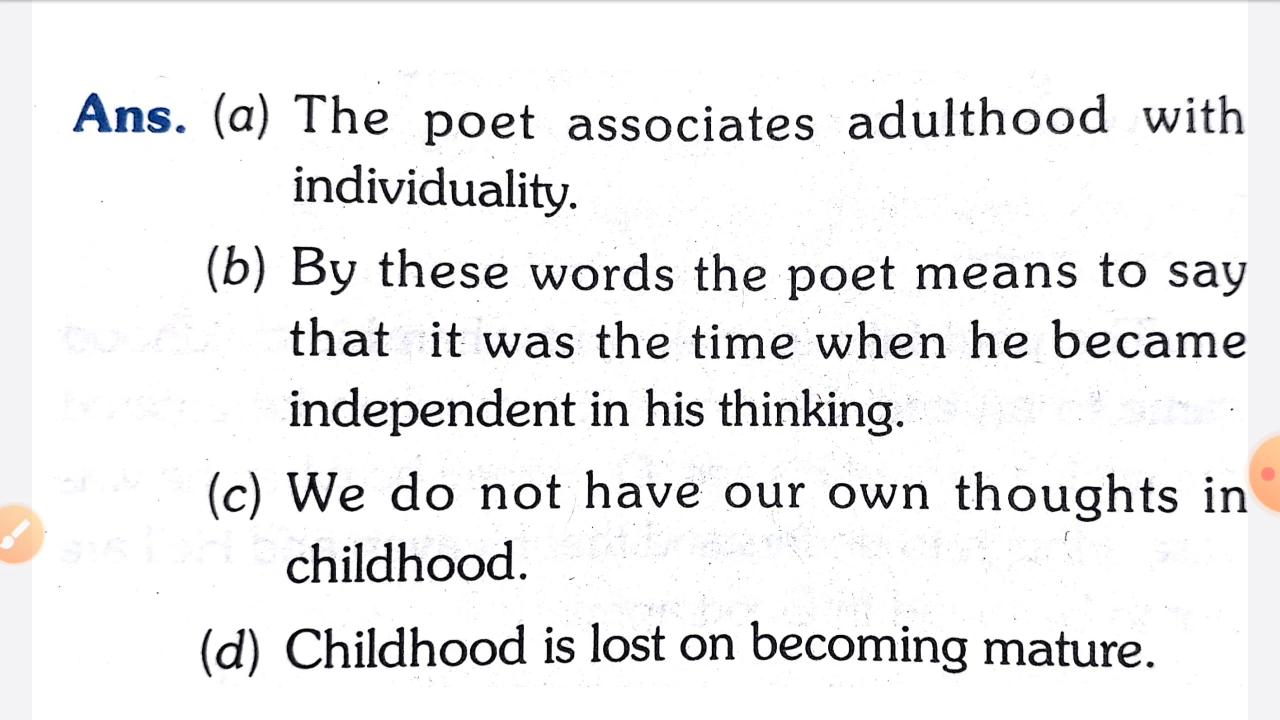 Ans. (a) The poet associates adulthood with
individuality.
(b) By these words the poet means to say
that it was the time when he became
independent in his thinking.
(c) We do not have our own thoughts in
childhood.
(d) Childhood is lost on becoming mature.